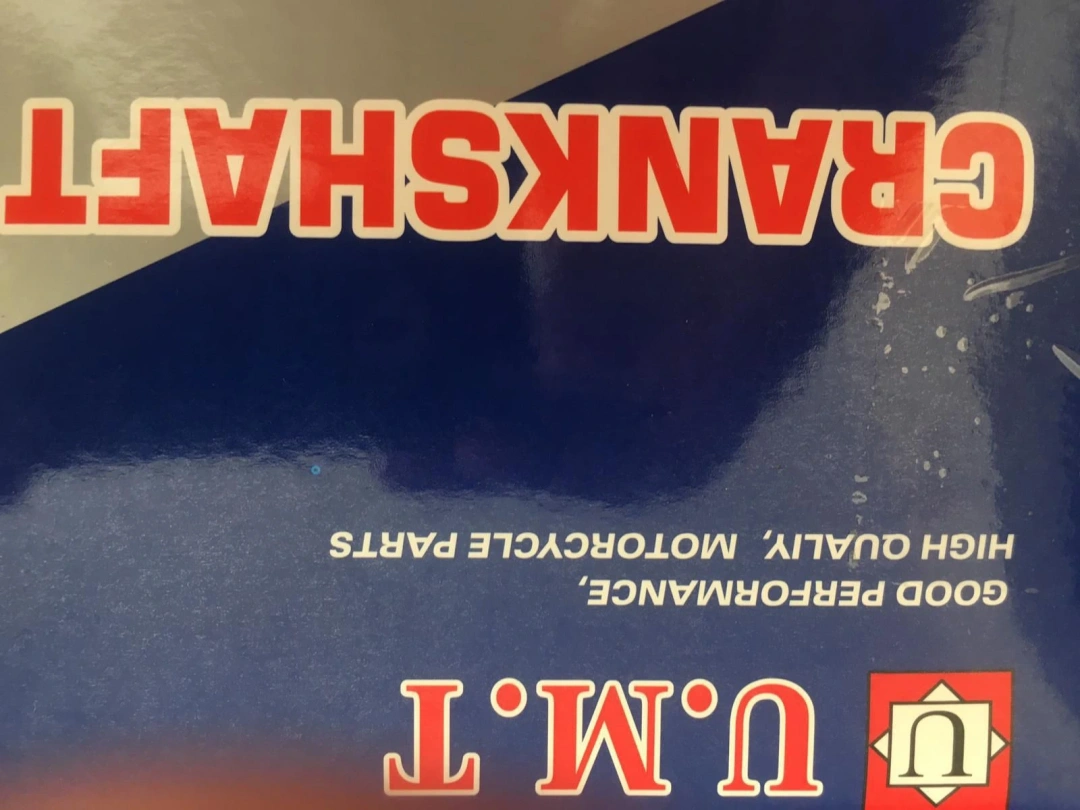 U U.M.T
GOOD PERFORMANCE,
HIGH QUALIY, MOTORCYCLE PARTS
CRANKSHAFT